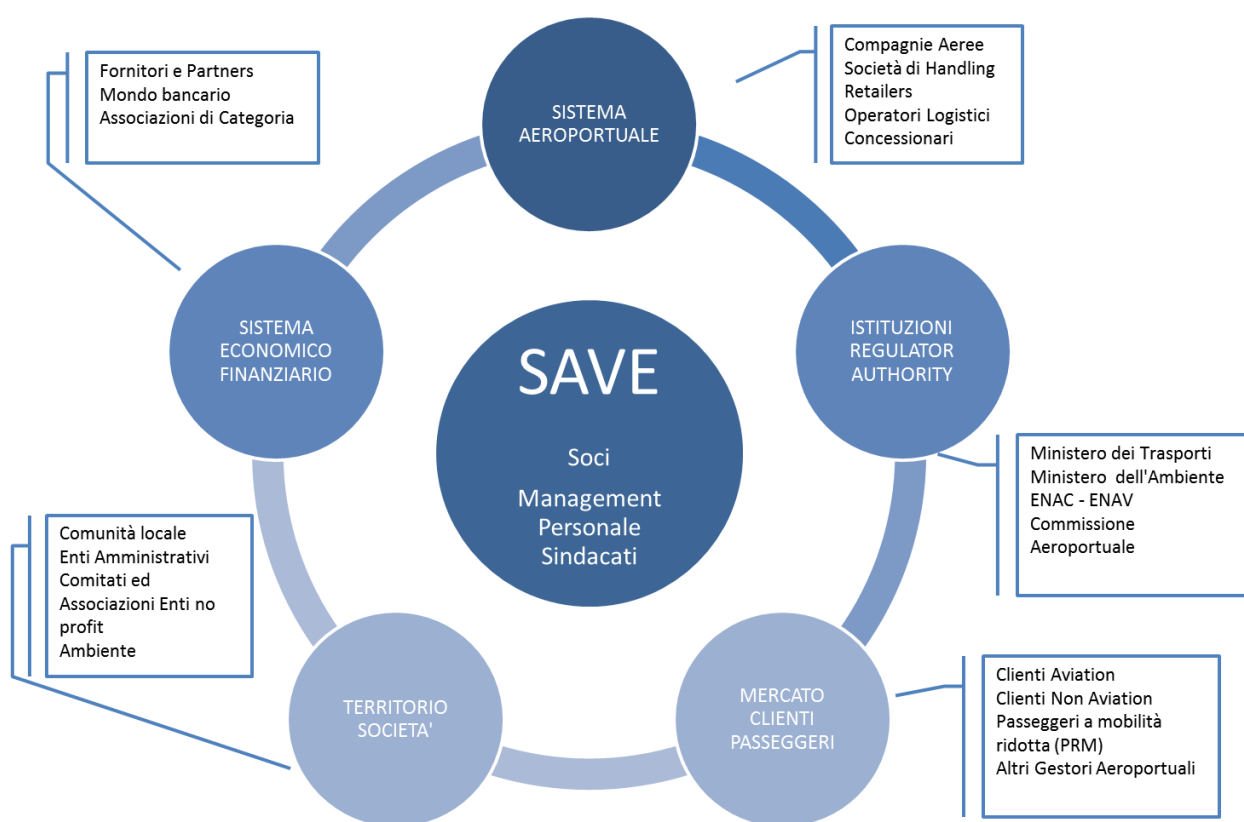 Fornitori e Partners
Mondo bancario
Associazioni di Categoria
SISTEMA
AEROPORTUALE
Compagnie Aeree
Società di Handling
Retailers
Operatori Logistici
Concessionari
SISTEMA
ECONOMICO
FINANZIARIO
ISTITUZIONI
REGULATOR
AUTHORITY
SAVE
Soci
Management
Personale
Sindacati
Ministero dei Trasporti
Ministero  dell'Ambiente
ENAC - ENAV
Commissione
Aeroportuale
Comunità locale
Enti Amministrativi
Comitati ed
Associazioni Enti no
profit
Ambiente
TERRITORIO
SOCIETA'
MERCATO
CLIENTI
PASSEGGERI
Clienti Aviation
Clienti Non Aviation
Passeggeri a mobilità
ridotta (PRM)
Altri Gestori Aeroportuali